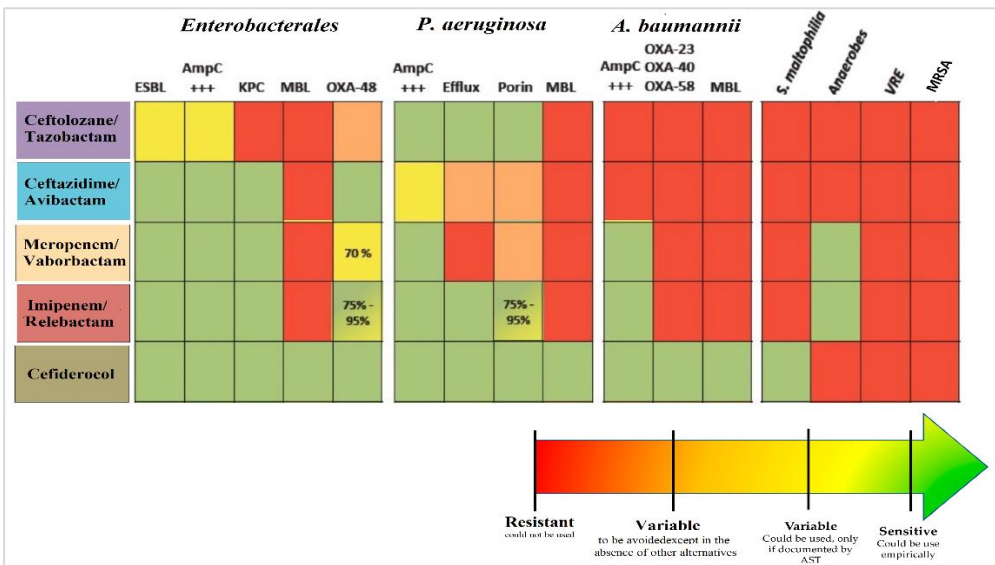 Enterobacterales
P. aeruginosa
A. baumannii
ESBL
AmpC
+++
KPC
MBL
OXA-48
AmpC
+++
Efflux
Porin
MBL
AmpC
+++
OXA-23
OXA-40
OXA-58
MBL
S. maltophilia
Anaerobes
VRE
MRSA
Ceftolozane/
Tazobactam
Ceftazidime/
Avibactam
Meropenem/
Vaborbactam
70 %
Imipenem/
Relebactam
75% -
95%
75% -
95%
Cefiderocol
Resistant
could not be used
Variable
to be avoidedexcept in the
absence of other alternatives
Variable
Could be used, only
if documented by
AST
Sensitive
Could be use
empirically